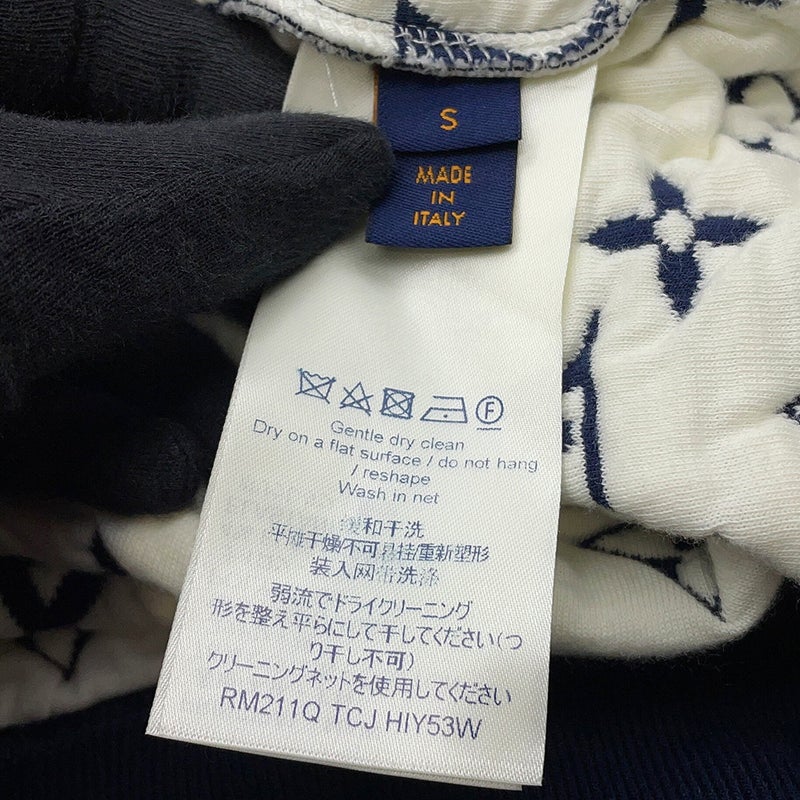 S
MADE
IN
ITALY
F
Gentle dry clean
Dry on a flat surface / do not hang
/ reshape
Wash in net
缓和干洗
平摊干燥/不可悬挂/重新塑形
装入网带洗涤
弱流でドライクリーニング
形を整え平らにして干してください(つ
り干し不可)
クリーニングネットを使用してください
RM211Q TCJ HIY53W